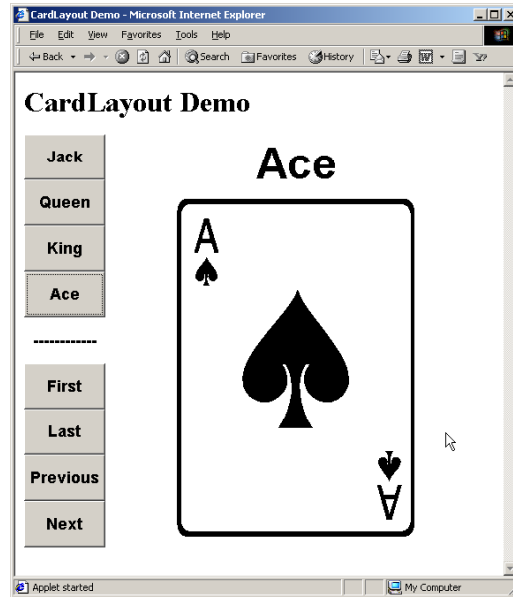 CardLayout Demo - Microsoft Internet Explorer
File Edit View Favorites Tools Help
Back Search Favorites History
CardLayout Demo
Jack
Queen
King
Ace
------------
First
Last
Previous
Next
Ace
A
A
Applet started My Computer